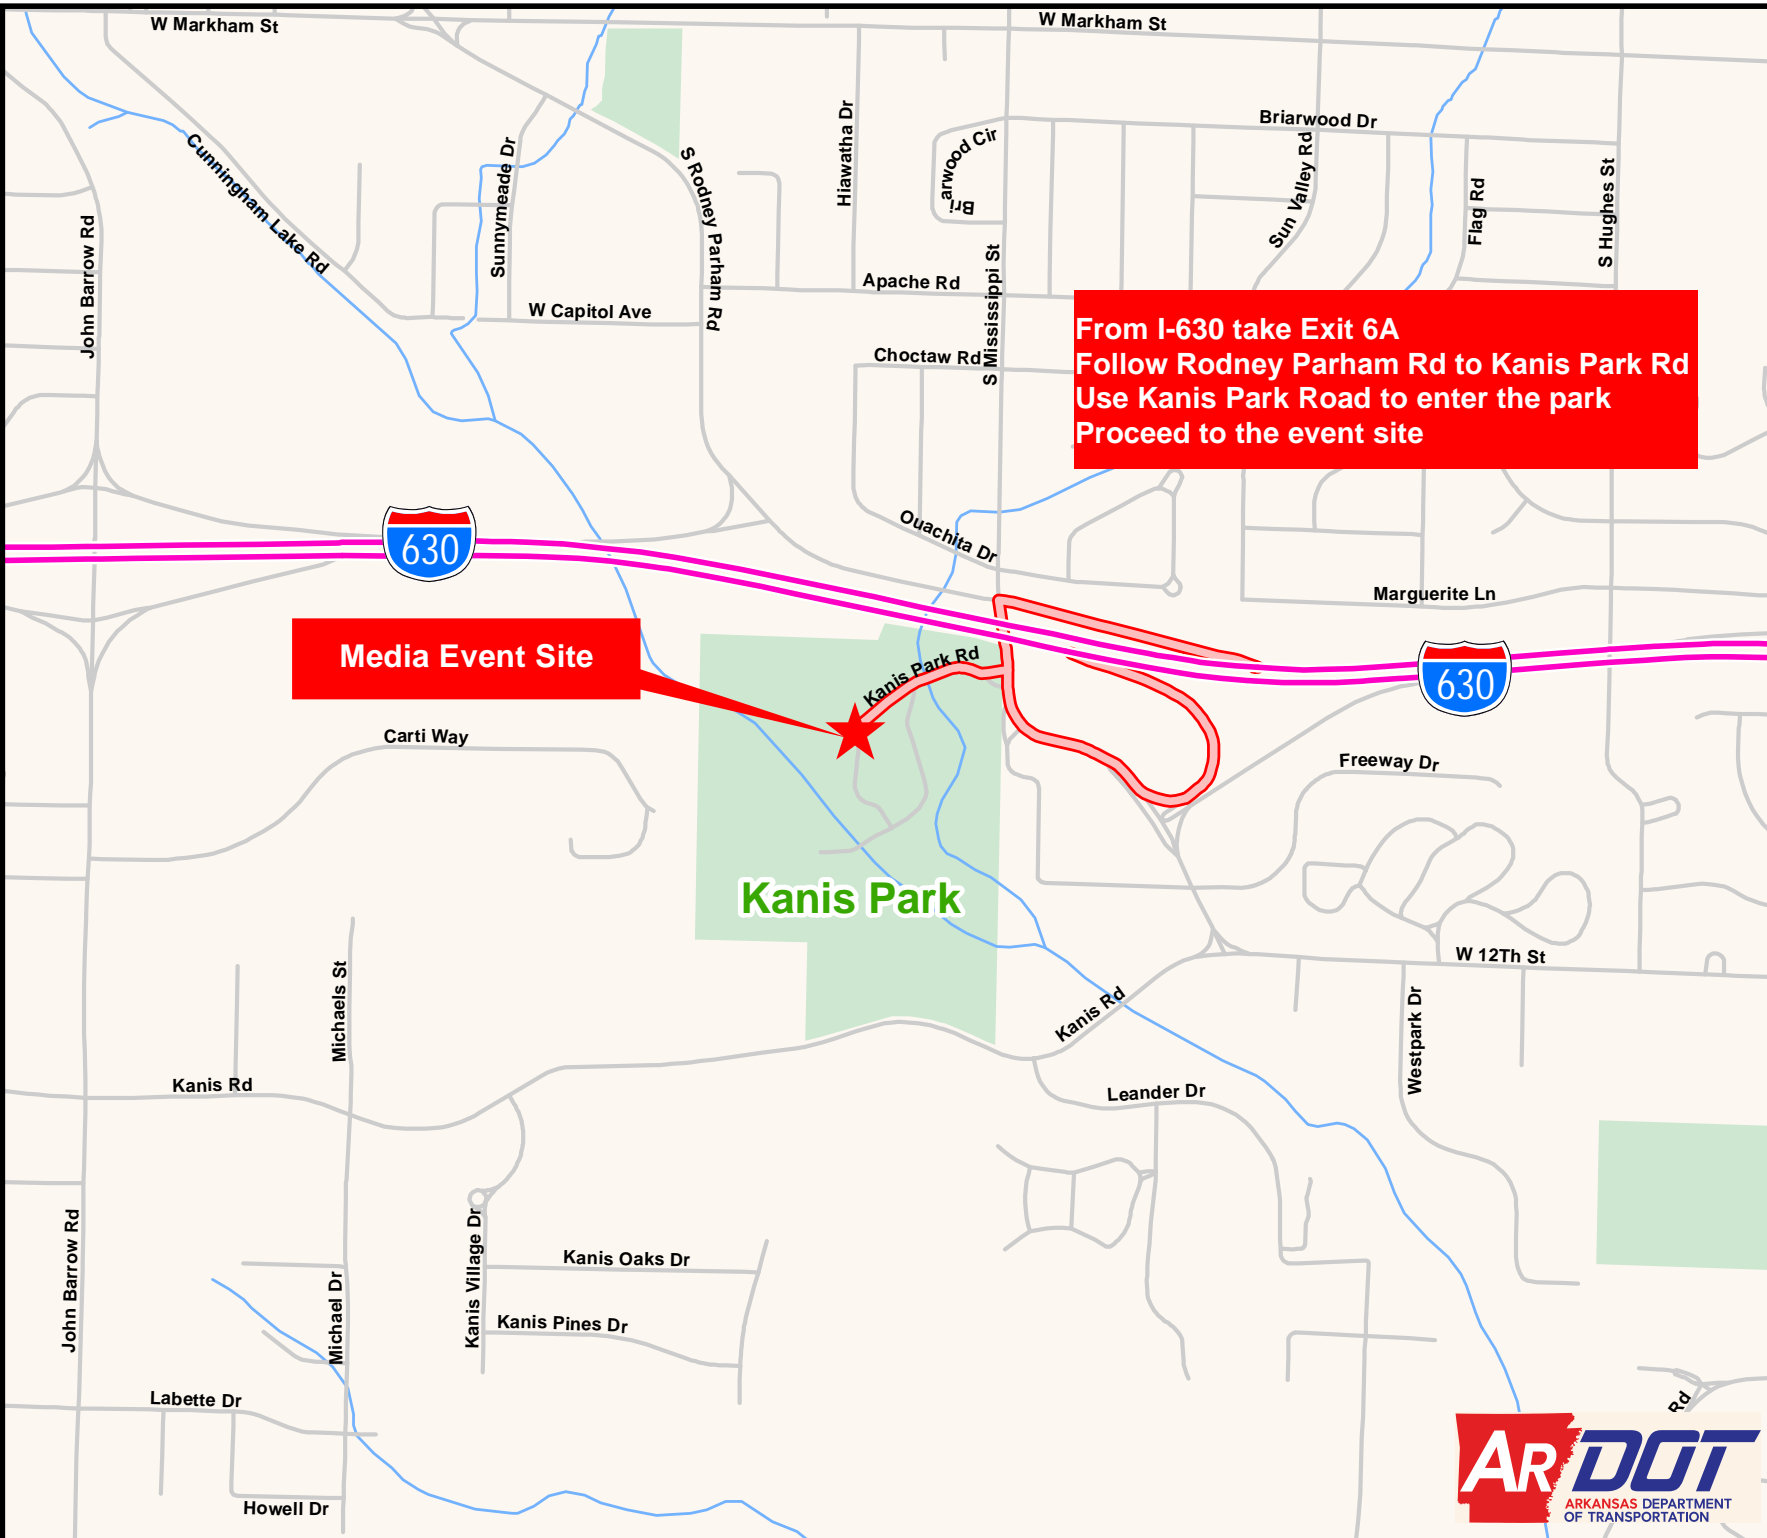 W Markham St
W Markham St
Briarwood Dr
Briarwood Cir
Hiawatha Dr
Sun Valley Rd
Flag Rd
S Hughes St
Cunningham Lake Rd
Sunnymeade Dr
S Rodney Parham Rd
John Barrow Rd
S Mississippi St
Apache Rd
W Capitol Ave
Choctaw Rd
From I-630 take Exit 6A
Follow Rodney Parham Rd to Kanis Park Rd
Use Kanis Park Road to enter the park
Proceed to the event site
Ouachita Dr
630
Marguerite Ln
Media Event Site
Kanis Park Rd
630
Carti Way
Freeway Dr
Kanis Park
W 12Th St
Michaels St
Kanis Rd
Westpark Dr
Kanis Rd
Leander Dr
John Barrow Rd
Kanis Village Dr
Kanis Oaks Dr
Michael Dr
Kanis Pines Dr
Labette Dr
Rd
Howell Dr
ARDOT
ARKANSAS DEPARTMENT
OF TRANSPORTATION